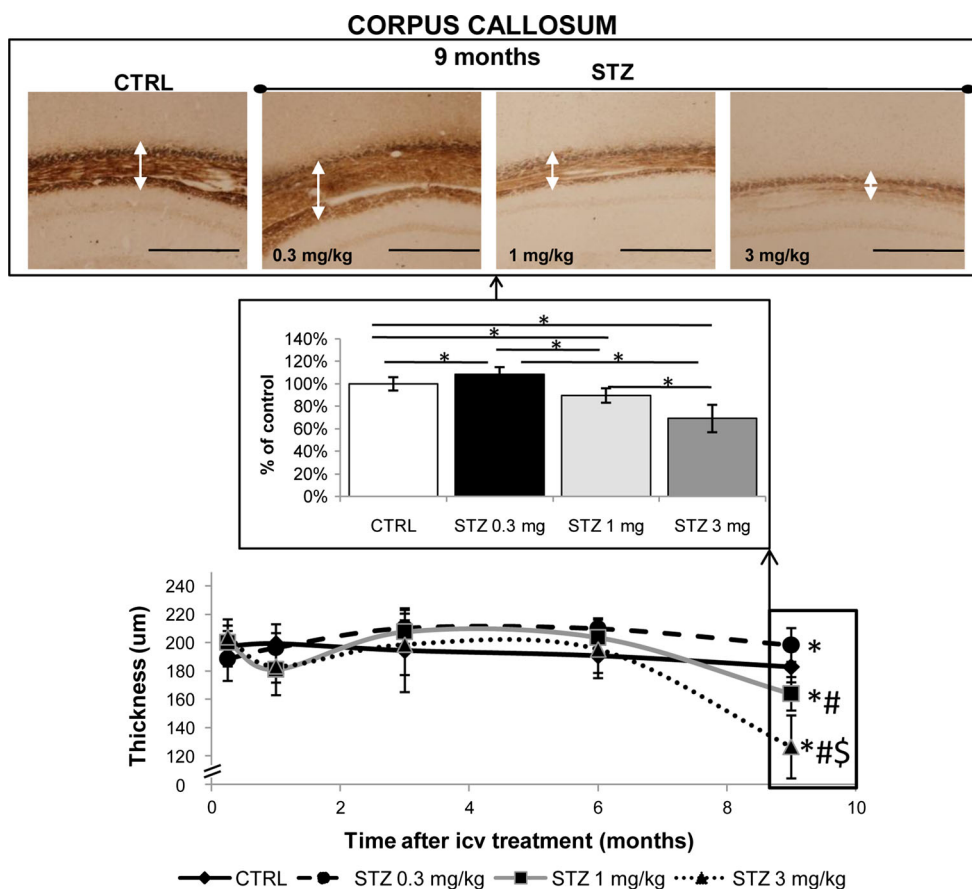 CORPUS CALLOSUM
9 months
CTRL
STZ
0.3 mg/kg
1 mg/kg
3 mg/kg
*
*
* *
* *
*
% of control
140%
120%
100%
80%
60%
40%
20%
0%
CTRL STZ 0.3 mg STZ 1 mg STZ 3 mg
Thickness (um)
240
220
200
180
160
140
120
0
*
*#
*#$
0 2 4 6 8 10
Time after icv treatment (months)
CTRL STZ 0.3 mg/kg STZ 1 mg/kg STZ 3 mg/kg